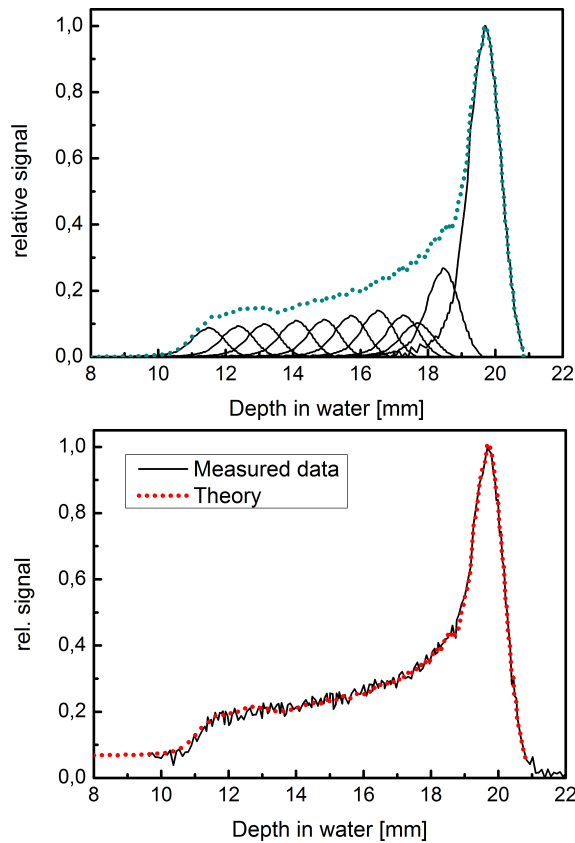 relative signal
1,0
0,8
0,6
0,4
0,2
0,0
8 10 12 14 16 18 20 22
Depth in water [mm]
rel. signal
1,0
0,8
0,6
0,4
0,2
0,0
Measured data
Theory
8 10 12 14 16 18 20 22
Depth in water [mm]